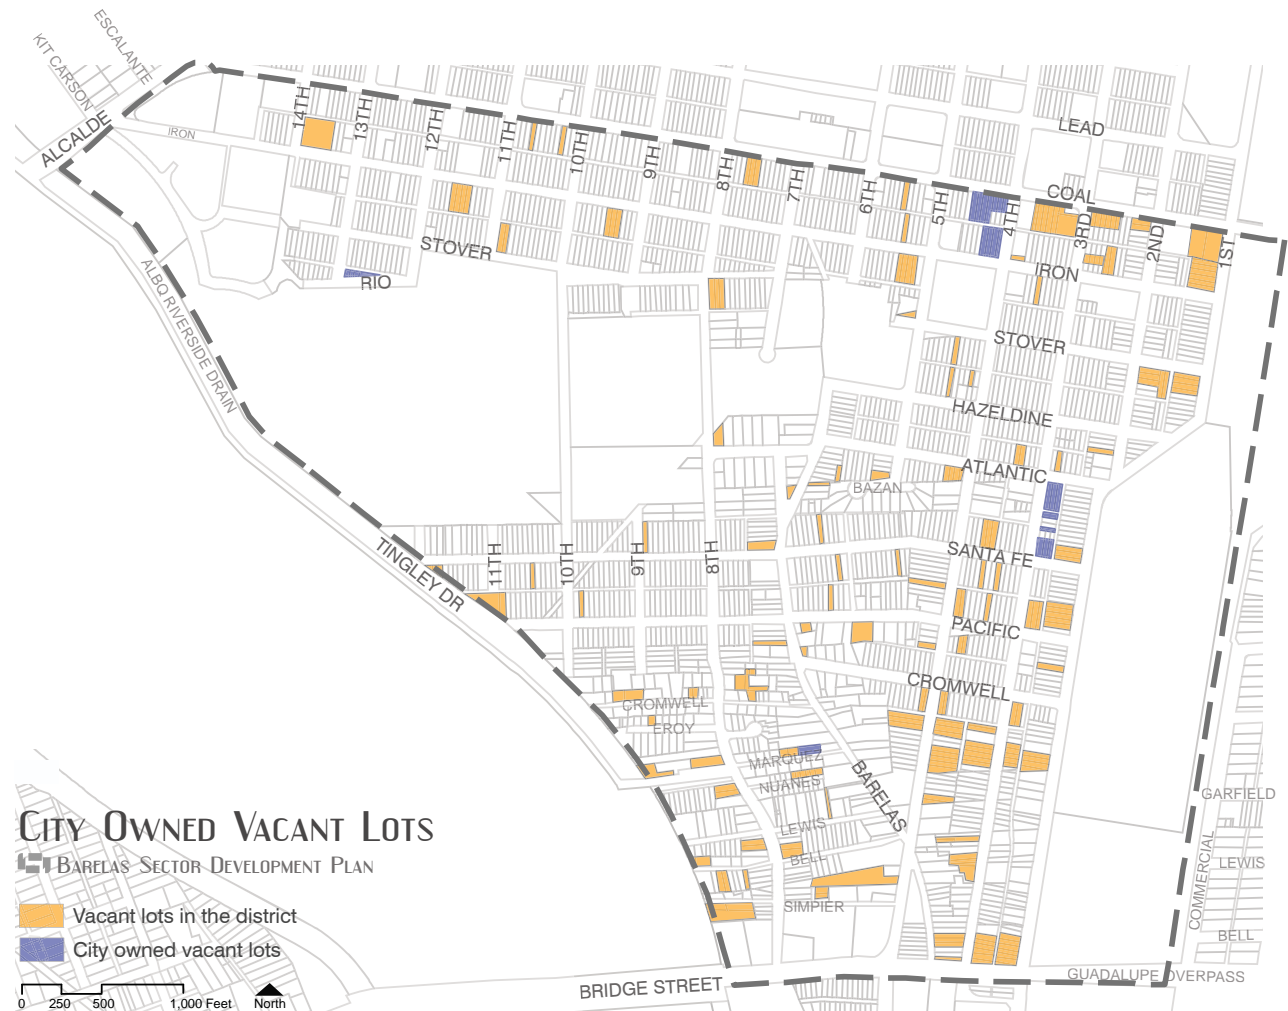 ESCALANTE
KIT CARSON
ALCALDE
IRON
14TH
13TH
12TH
11TH
10TH
9TH
8TH
7TH
6TH
5TH
4TH
3RD
2ND
1ST
LEAD
COAL
IRON
STOVER
RIO
STOVER
ALBQ RIVERSIDE DRAIN
HAZELDINE
ATLANTIC
BAZAN
SANTA FE
11TH
10TH
9TH
8TH
TINGLEY DR
PACIFIC
CROMWELL
CROMWELL
EROY
MARQUEZ
NUANES
BARELAS
LEWIS
BELL
SIMPIER
GARFIELD
COMMERCIAL
LEWIS
BELL
GUADALUPE OVERPASS
BRIDGE STREET
CITY OWNED VACANT LOTS
BARELAS SECTOR DEVELOPMENT PLAN
Vacant lots in the district
City owned vacant lots
0 250 500 1,000 Feet North